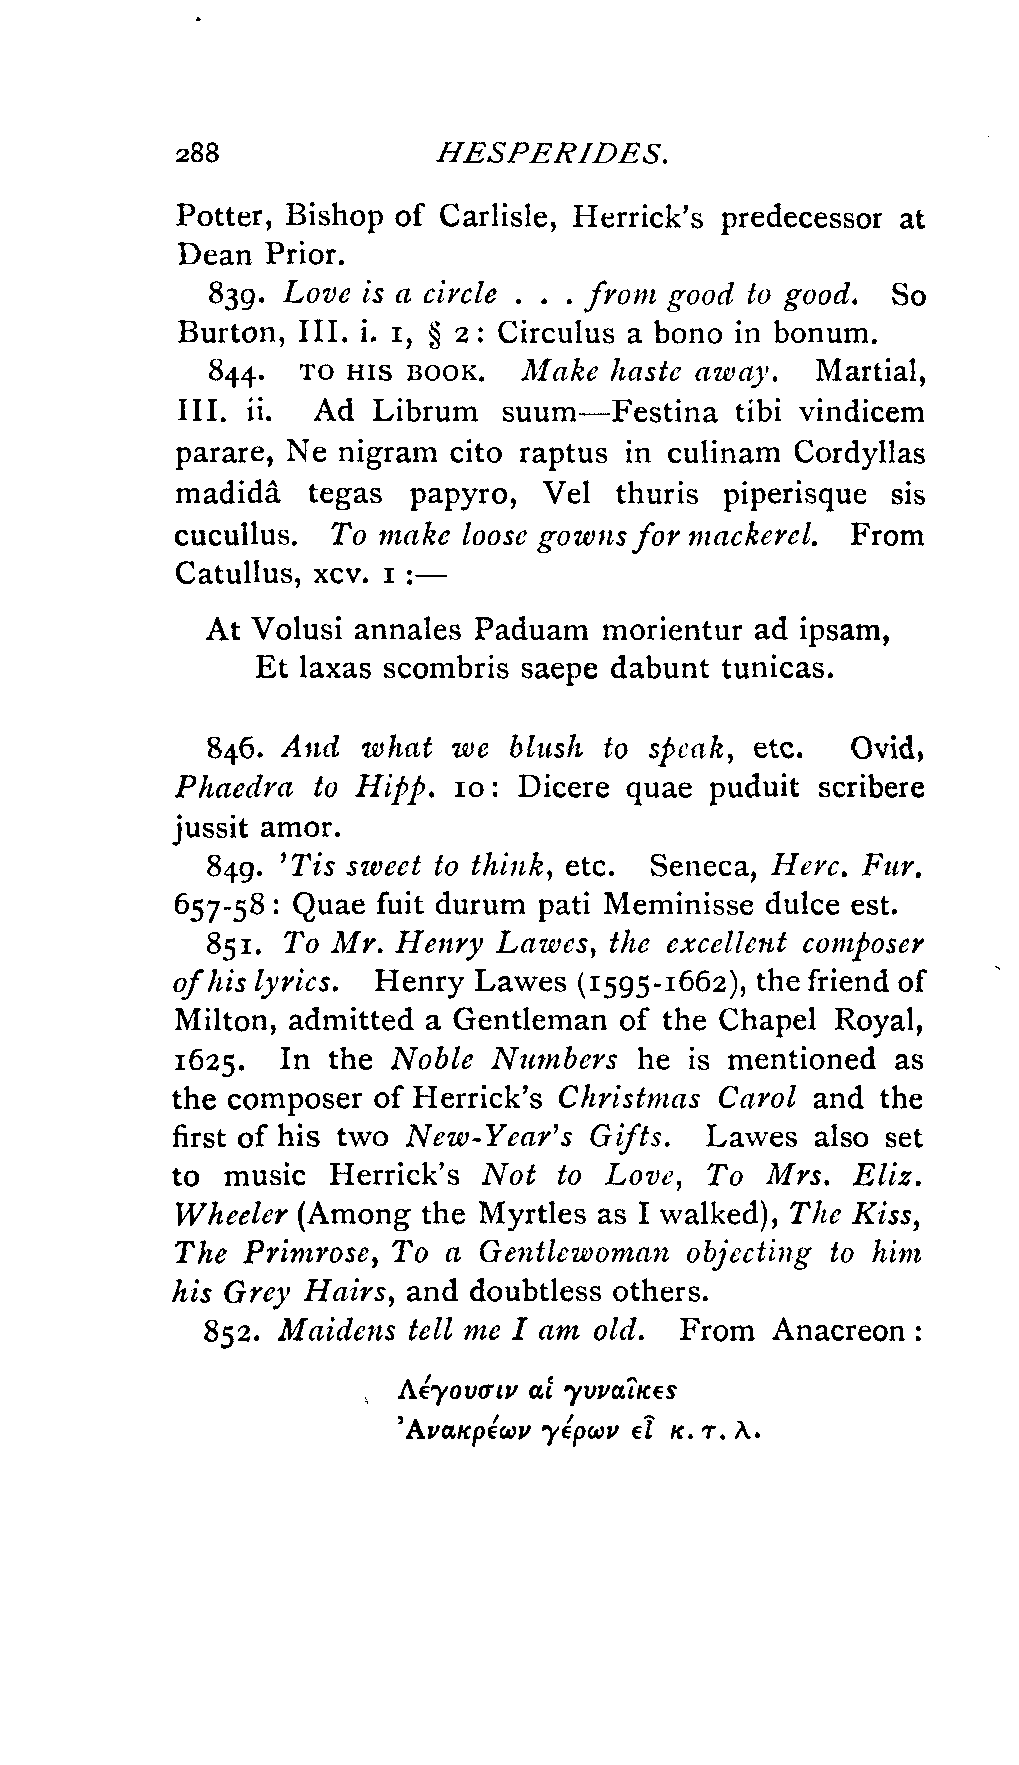 288 HESPERIDES.
Potter, Bishop of Carlisle, Herrick's predecessor at
Dean Prior.
839. Love is a circle . . . from good to good. So
Burton, III. i. 1, § 2: Circulus a bono in bonum.
844. TO HIS BOOK. Make haste away. Martial,
III. ii. Ad Librum suum—Festina tibi vindicem
parare, Ne nigram cito raptus in culinam Cordyllas
madidâ tegas papyro, Vel thuris piperisque sis
cucullus. To make loose gowns for mackerel. From
Catullus, xcv. 1 :—
At Volusi annales Paduam morientur ad ipsam,
Et laxas scombris saepe dabunt tunicas.
846. And what we blush to speak, etc. Ovid,
Phaedra to Hipp. 10: Dicere quae puduit scribere
jussit amor.
849. 'Tis sweet to think, etc. Seneca, Herc. Fur.
657-58: Quae fuit durum pati Meminisse dulce est.
851. To Mr. Henry Lawes, the excellent composer
of his lyrics. Henry Lawes (1595-1662), the friend of
Milton, admitted a Gentleman of the Chapel Royal,
1625. In the Noble Numbers he is mentioned as
the composer of Herrick's Christmas Carol and the
first of his two New-Year's Gifts. Lawes also set
to music Herrick's Not to Love, To Mrs. Eliz.
Wheeler (Among the Myrtles as I walked), The Kiss,
The Primrose, To a Gentlewoman objecting to him
his Grey Hairs, and doubtless others.
852. Maidens tell me I am old. From Anacreon :
Λέγουσιν αἱ γυναῖκες
Ἀνακρέων γέρων εἶ κ. τ. λ.